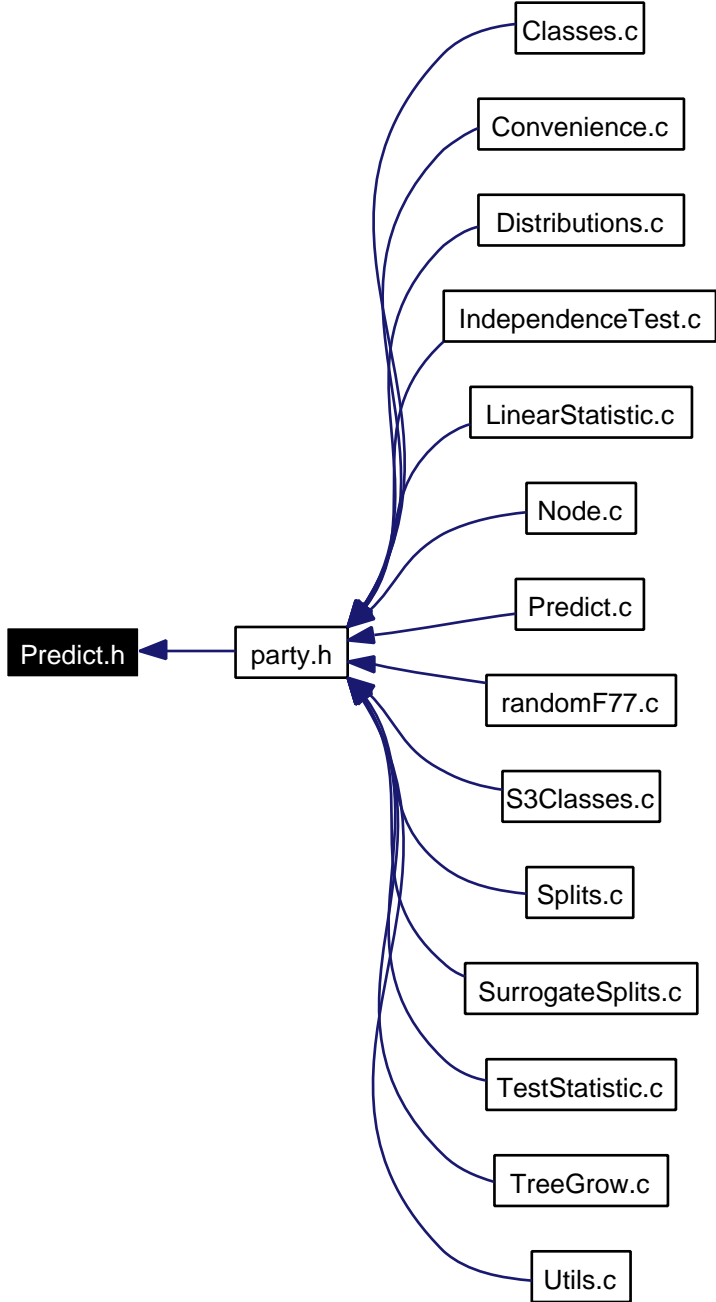 Classes.c
Convenience.c
Distributions.c
IndependenceTest.c
LinearStatistic.c
Node.c
Predict.c
Predict.h
party.h
randomF77.c
S3Classes.c
Splits.c
SurrogateSplits.c
TestStatistic.c
TreeGrow.c
Utils.c